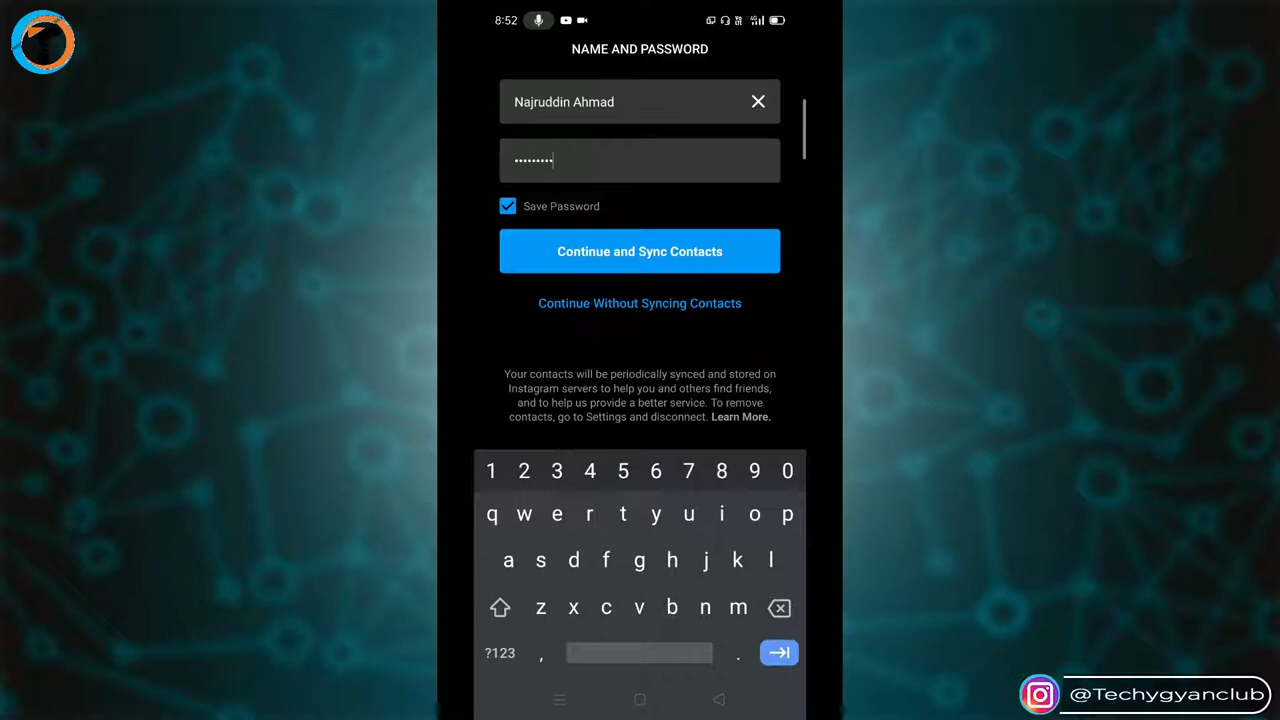 8:52
NAME AND PASSWORD
Najruddin Ahmad
•••••••••
Save Password
Continue and Sync Contacts
Continue Without Syncing Contacts
Your contacts will be periodically synced and stored on
Instagram servers to help you and others find friends,
and to help us provide a better service. To remove
contacts, go to Settings and disconnect. Learn More.
1 2 3 4 5 6 7 8 9 0
q w e r t y u i o p
a s d f g h j k l
z x c v b n m
?123 , .
@Techygyanclub